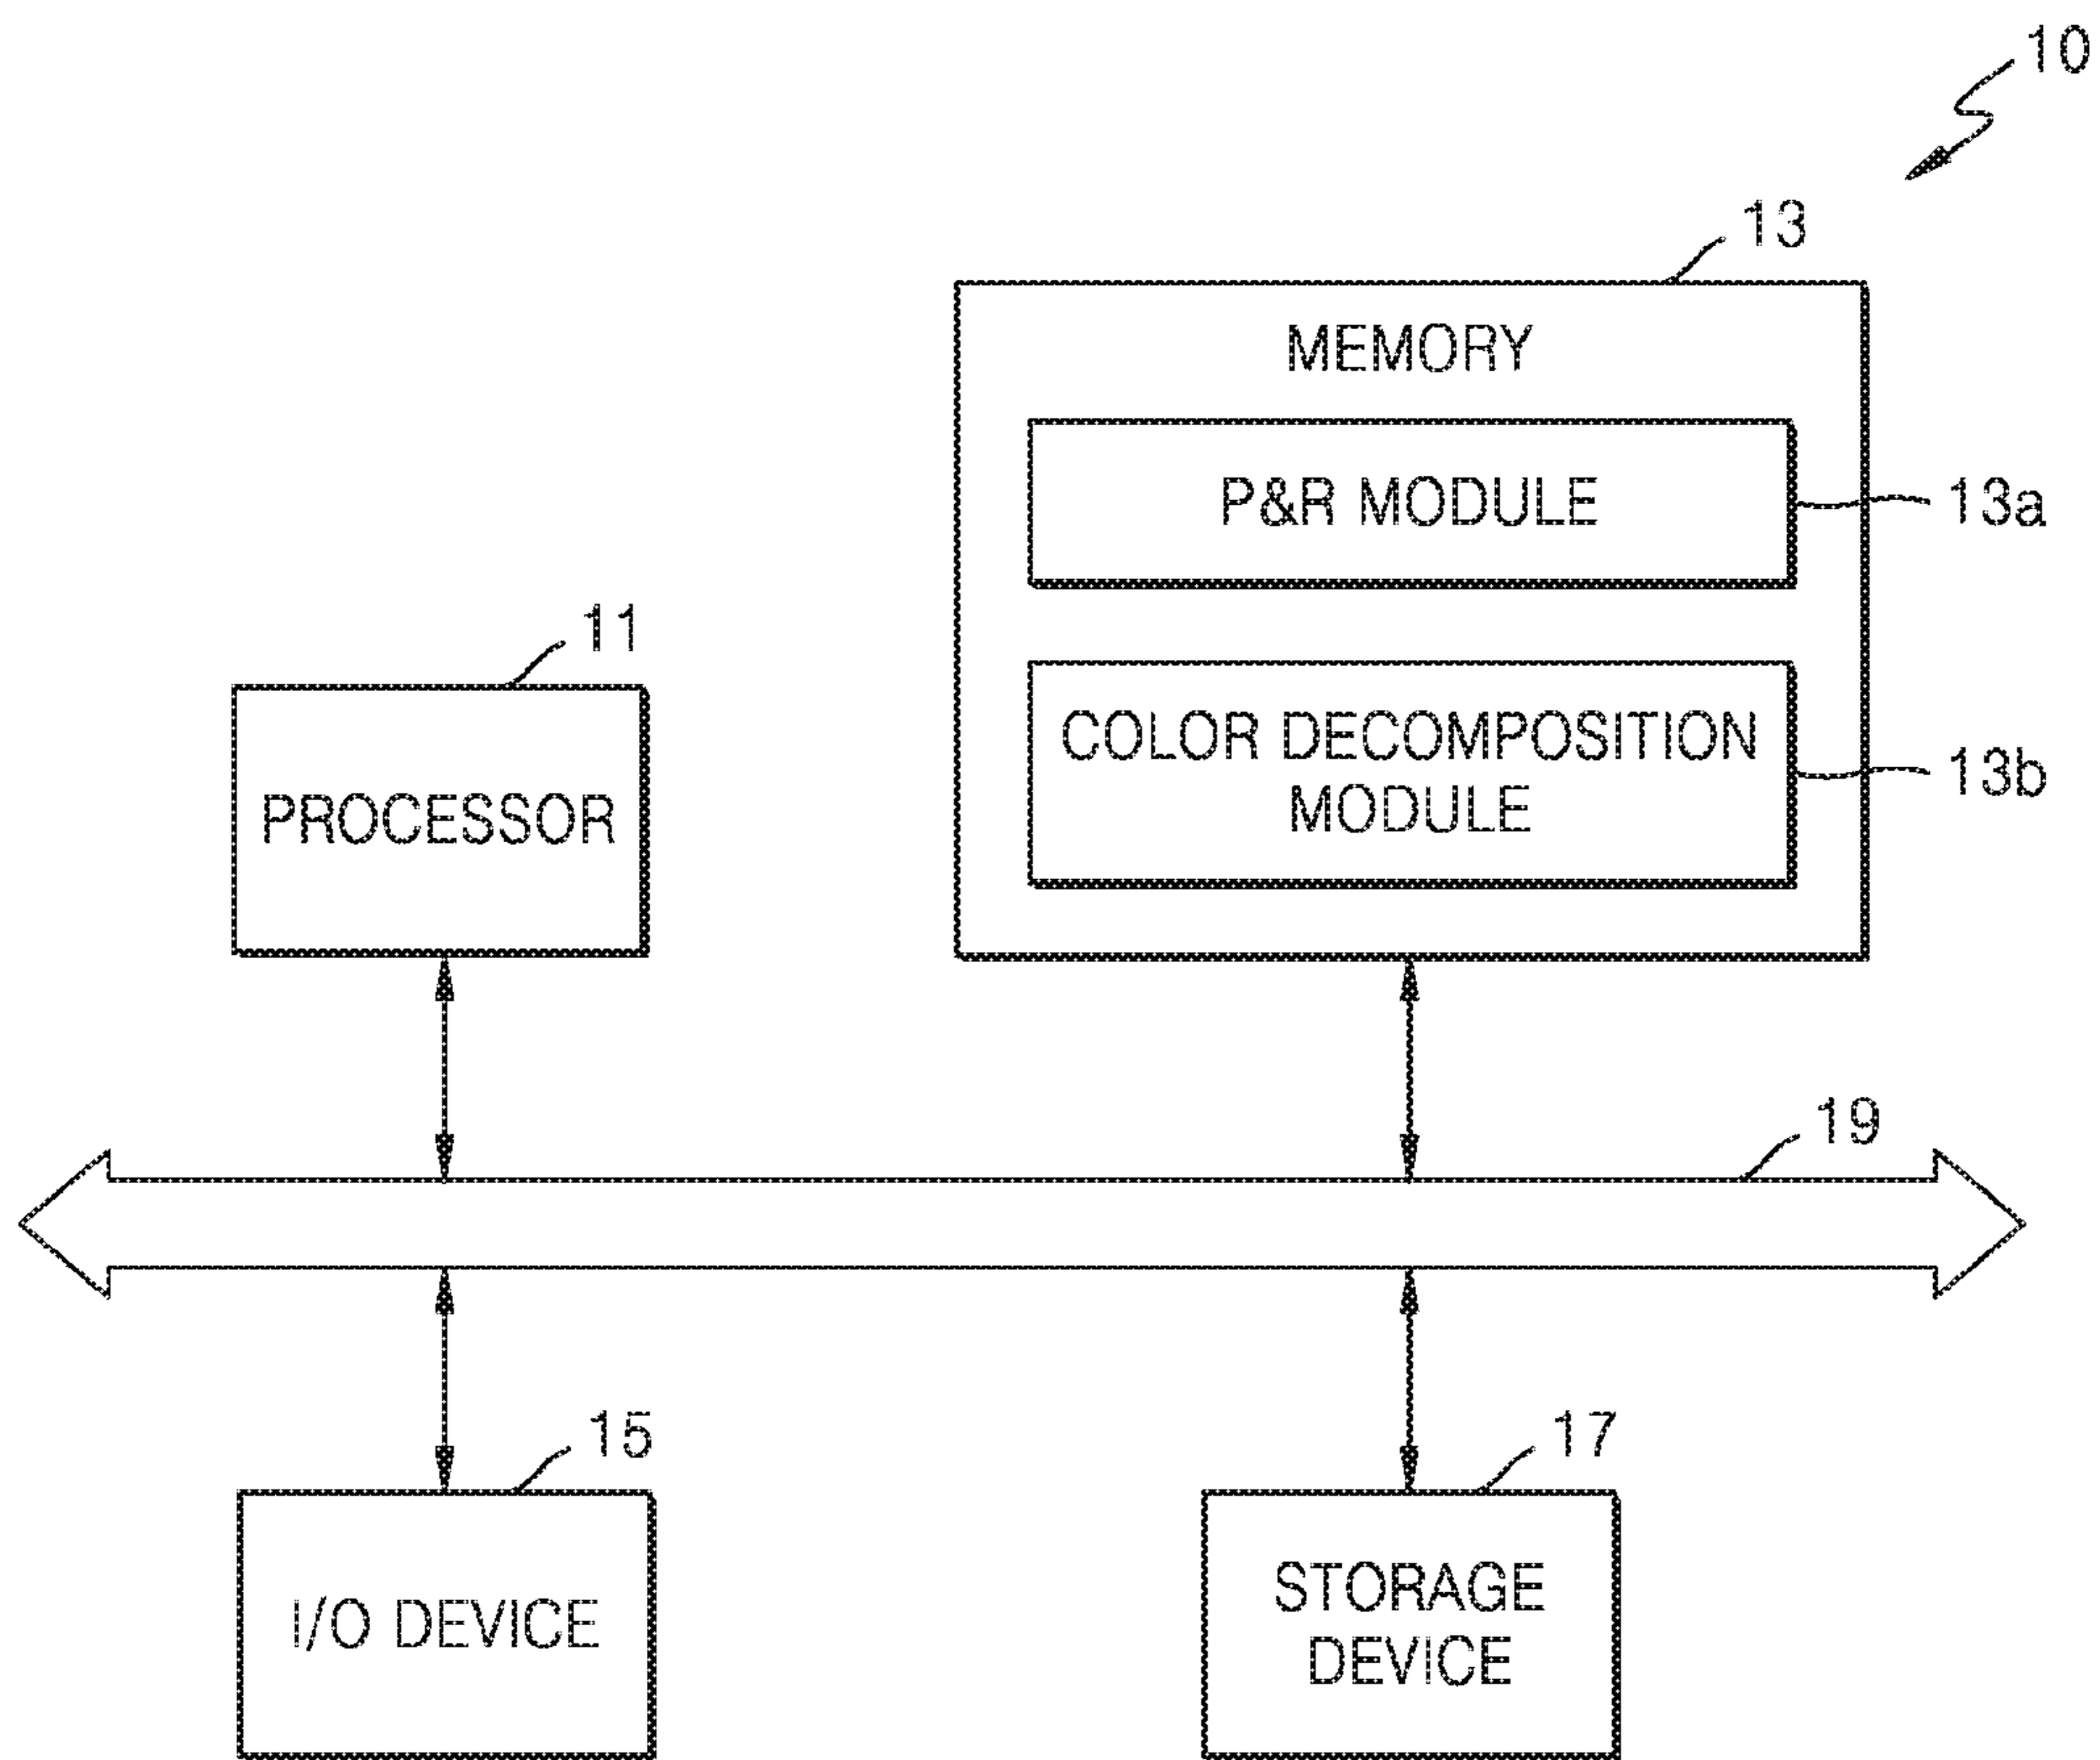 10
13
MEMORY
P&R MODULE
13a
11
PROCESSOR
COLOR DECOMPOSITION
MODULE
13b
19
15
I/O DEVICE
17
STORAGE
DEVICE